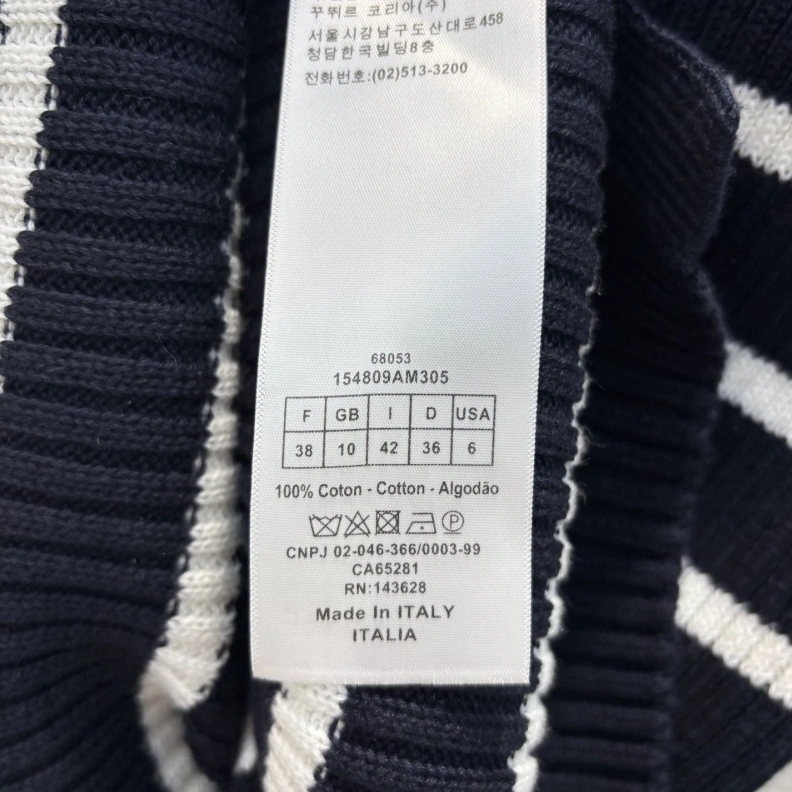 꾸뛰르 코리아(주)
서울시강남구도산대로458
청담한국빌딩8층
전화번호:(02)513-3200
68053
154809AM305
F GB I D USA
38 10 42 36 6
100% Coton - Cotton - Algodão
P
CNPJ 02-046-366/0003-99
CA65281
RN:143628
Made In ITALY
ITALIA